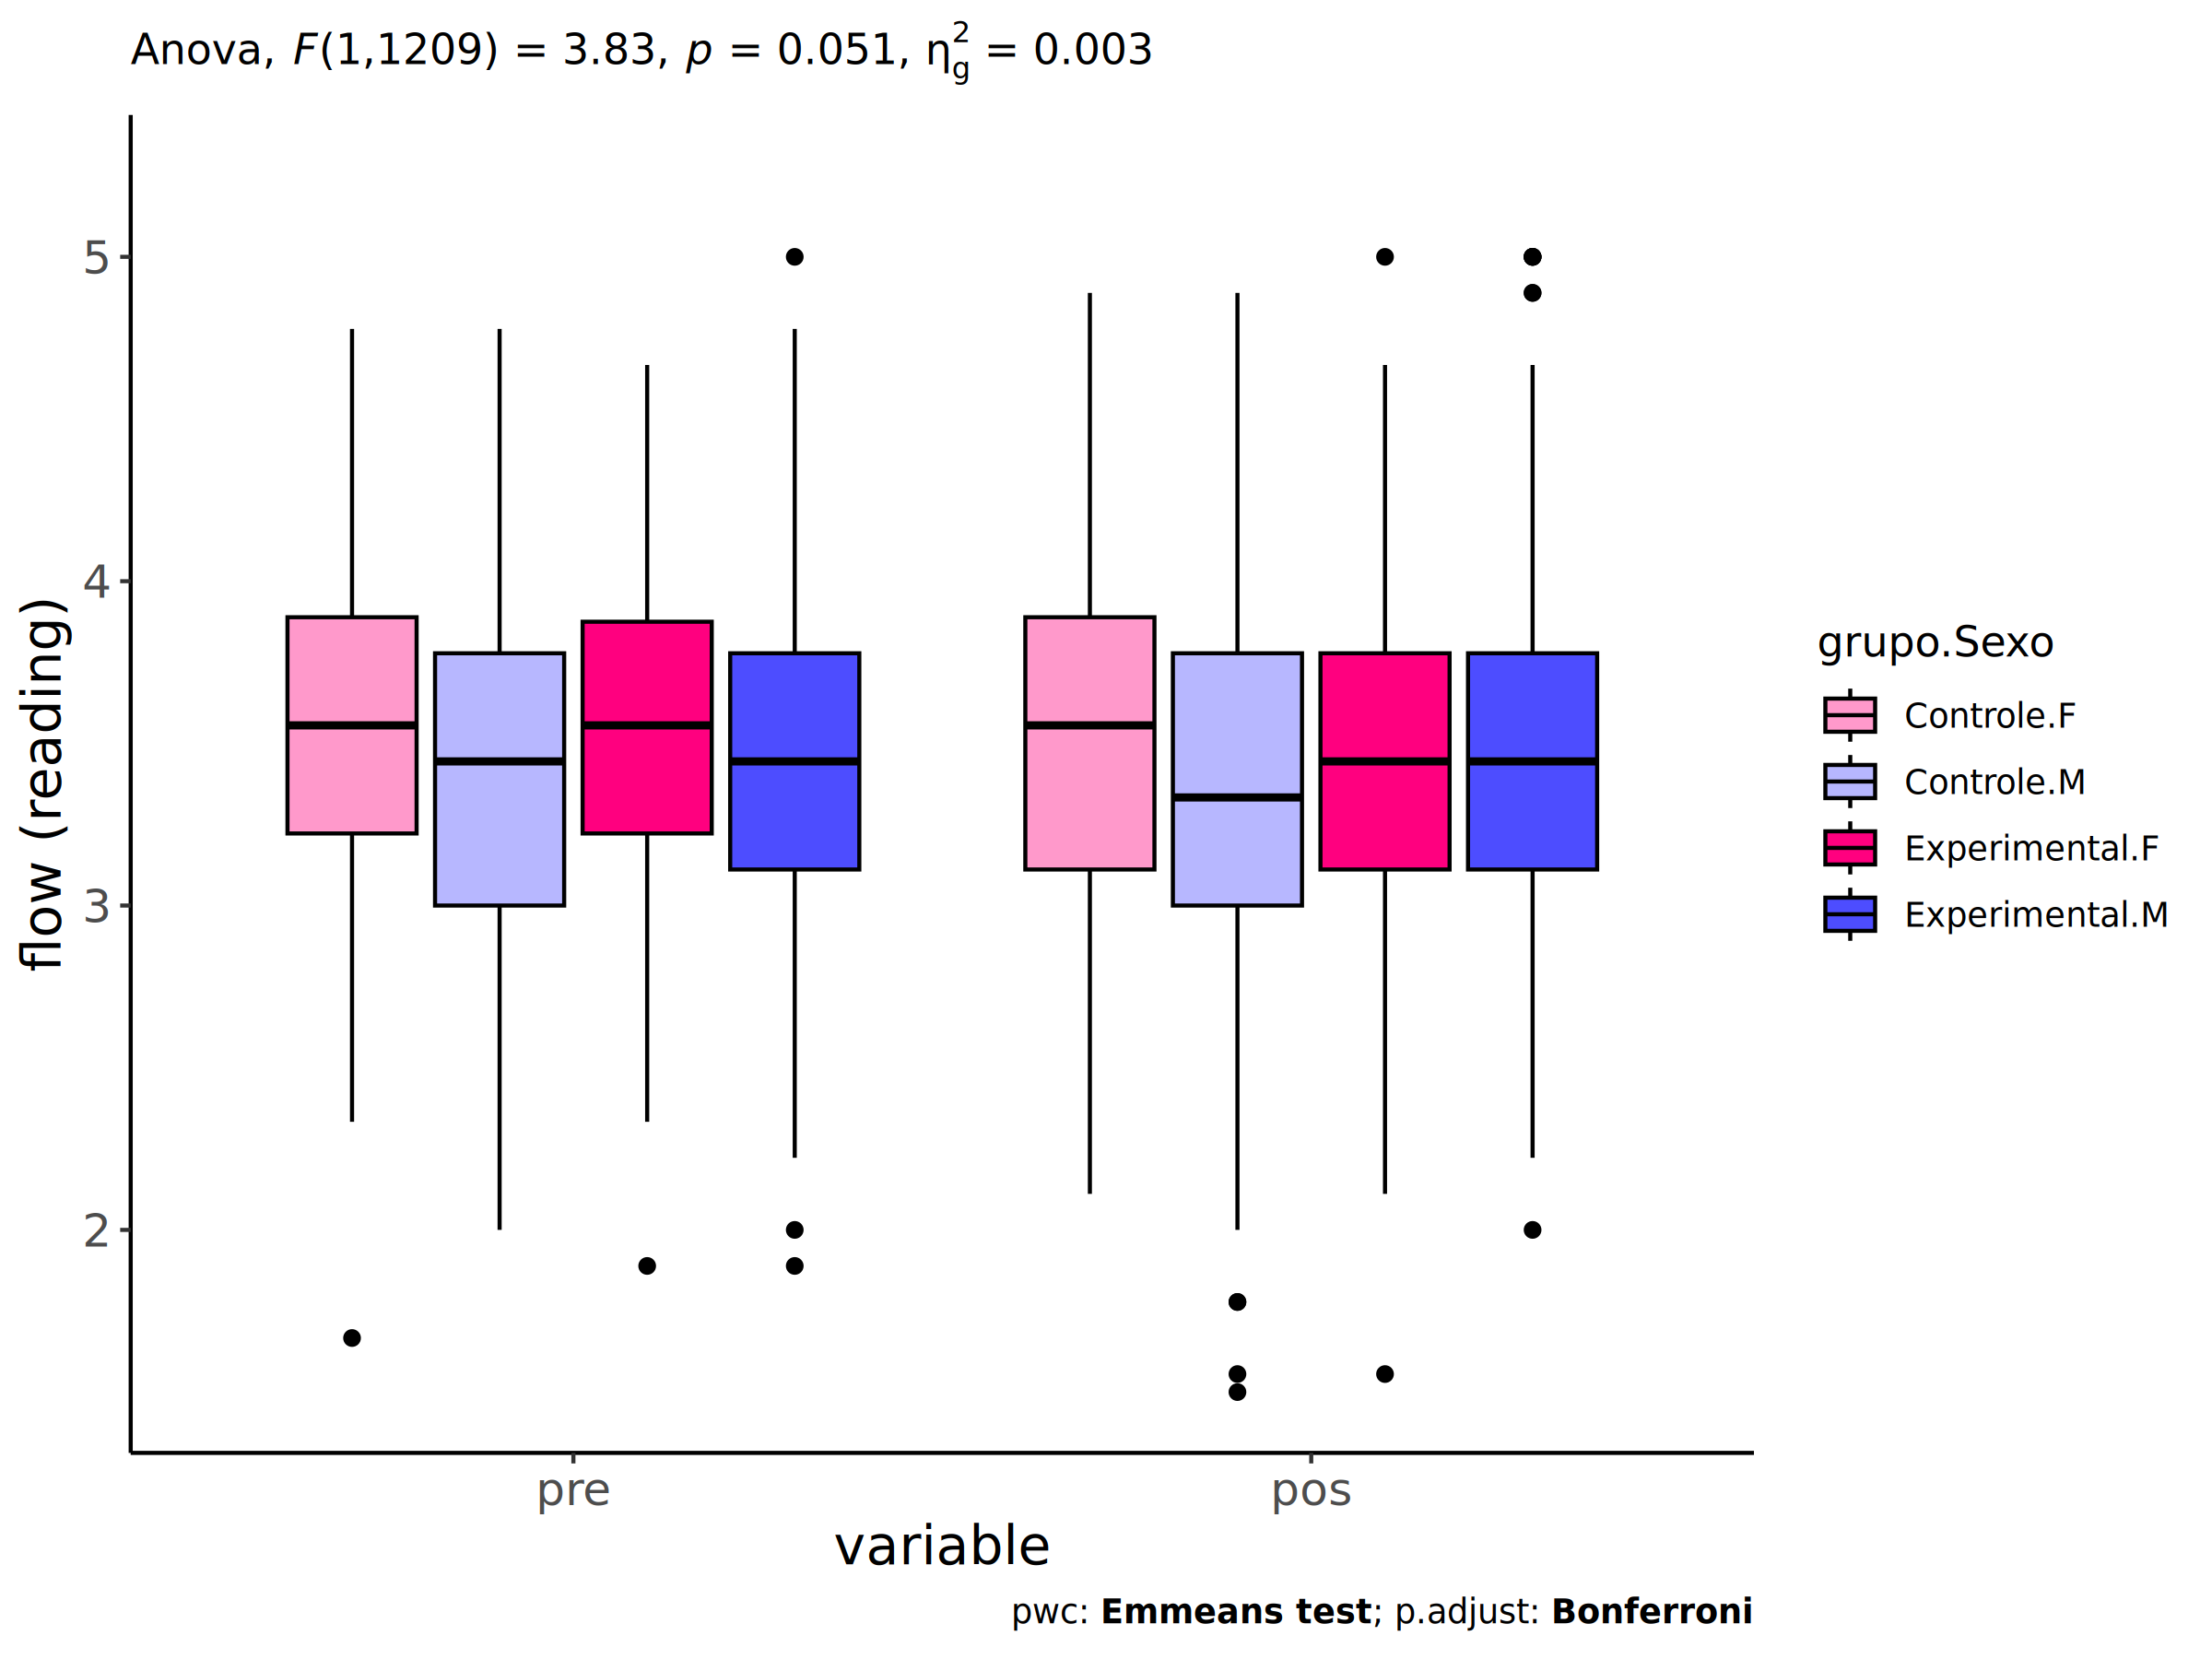 Anova, F(1,1209) = 3.83, p = 0.051, η²g = 0.003
flow (reading)
5
4
3
2
pre
pos
variable
grupo.Sexo
Controle.F
Controle.M
Experimental.F
Experimental.M
pwc: Emmeans test; p.adjust: Bonferroni